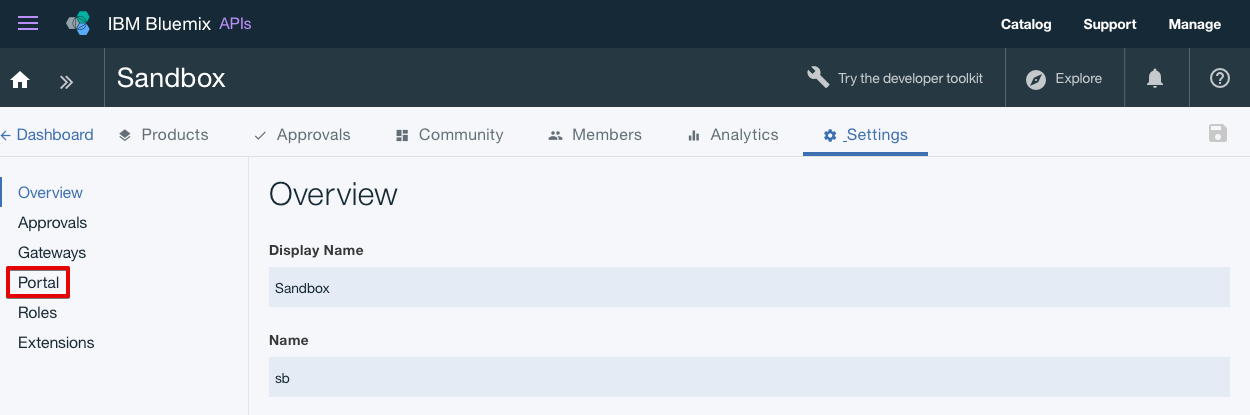 IBM Bluemix APIs Catalog Support Manage
Sandbox Try the developer toolkit Explore
← Dashboard Products Approvals Community Members Analytics Settings
Overview
Approvals
Gateways
Portal
Roles
Extensions
Overview
Display Name
Sandbox
Name
sb